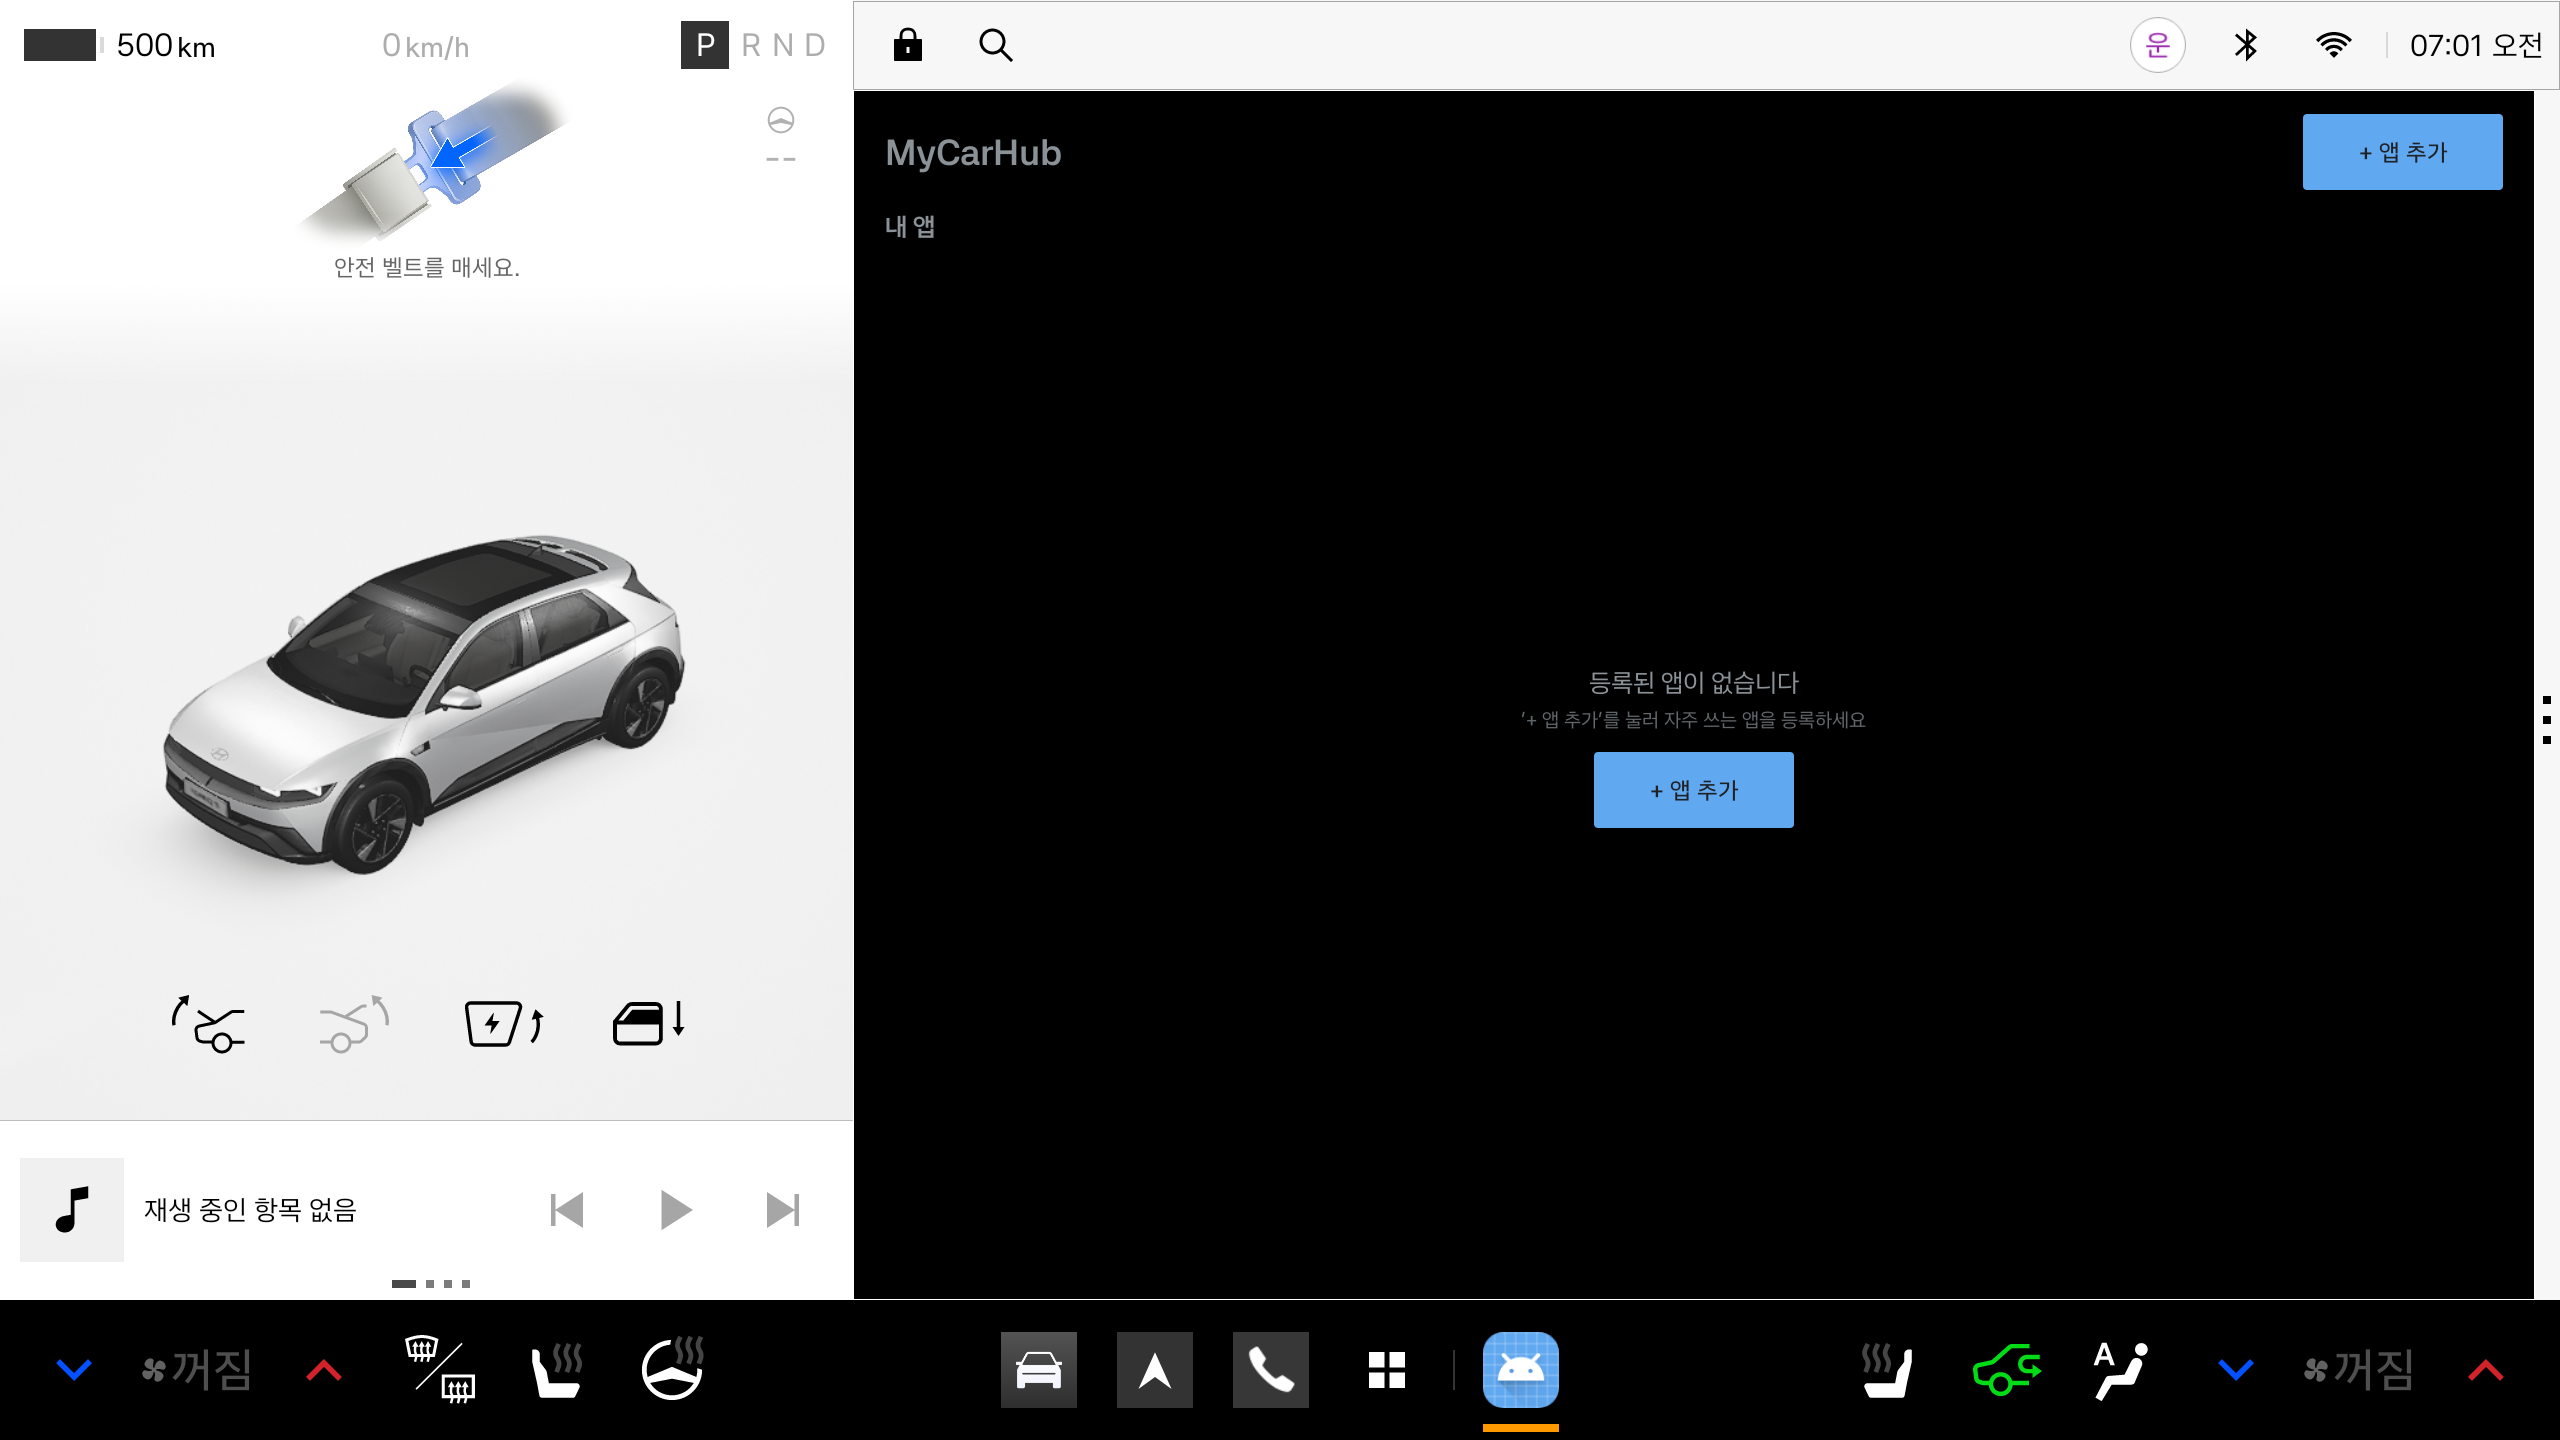 500 km
0 km/h
P R N D
운
07:01 오전
안전 벨트를 매세요.
MyCarHub
+ 앱 추가
내 앱
등록된 앱이 없습니다
'+ 앱 추가'를 눌러 자주 쓰는 앱을 등록하세요
+ 앱 추가
재생 중인 항목 없음
꺼짐
A
꺼짐